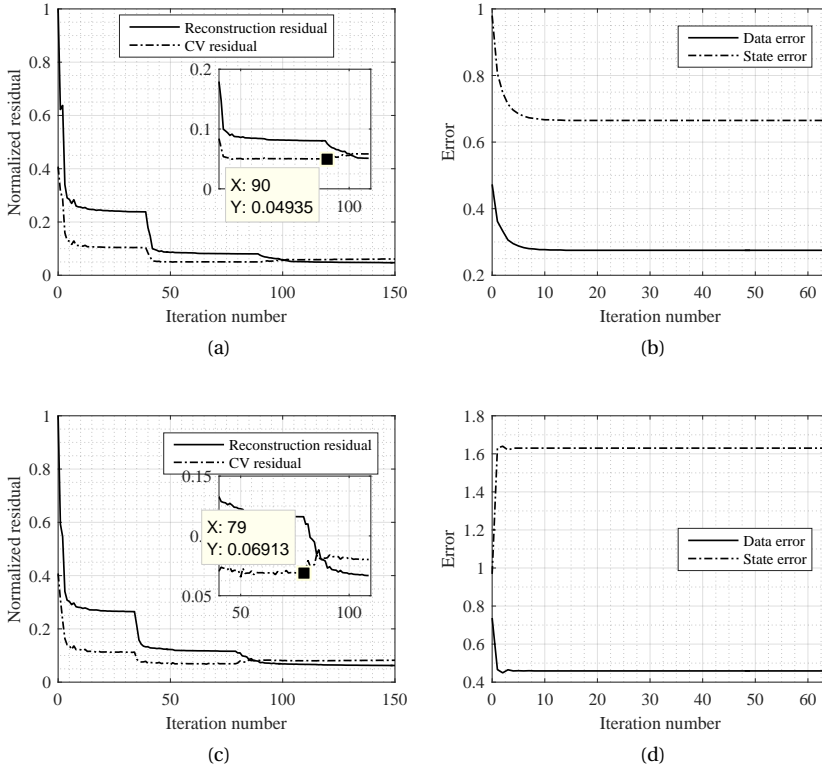 Normalized residual
1
0.8
0.6
0.4
0.2
0
Reconstruction residual
CV residual
0.2
0.1
0
100
X: 90
Y: 0.04935
0 50 100 150
Iteration number
(a)
Error
1
0.8
0.6
0.4
0.2
Data error
State error
0 10 20 30 40 50 60
Iteration number
(b)
Normalized residual
1
0.8
0.6
0.4
0.2
0
Reconstruction residual
CV residual
0.15
0.
0.05
50 100
X: 79
Y: 0.06913
0 50 100 150
Iteration number
(c)
Error
1.8
1.6
1.4
1.2
1
0.8
0.6
0.4
Data error
State error
0 10 20 30 40 50 60
Iteration number
(d)